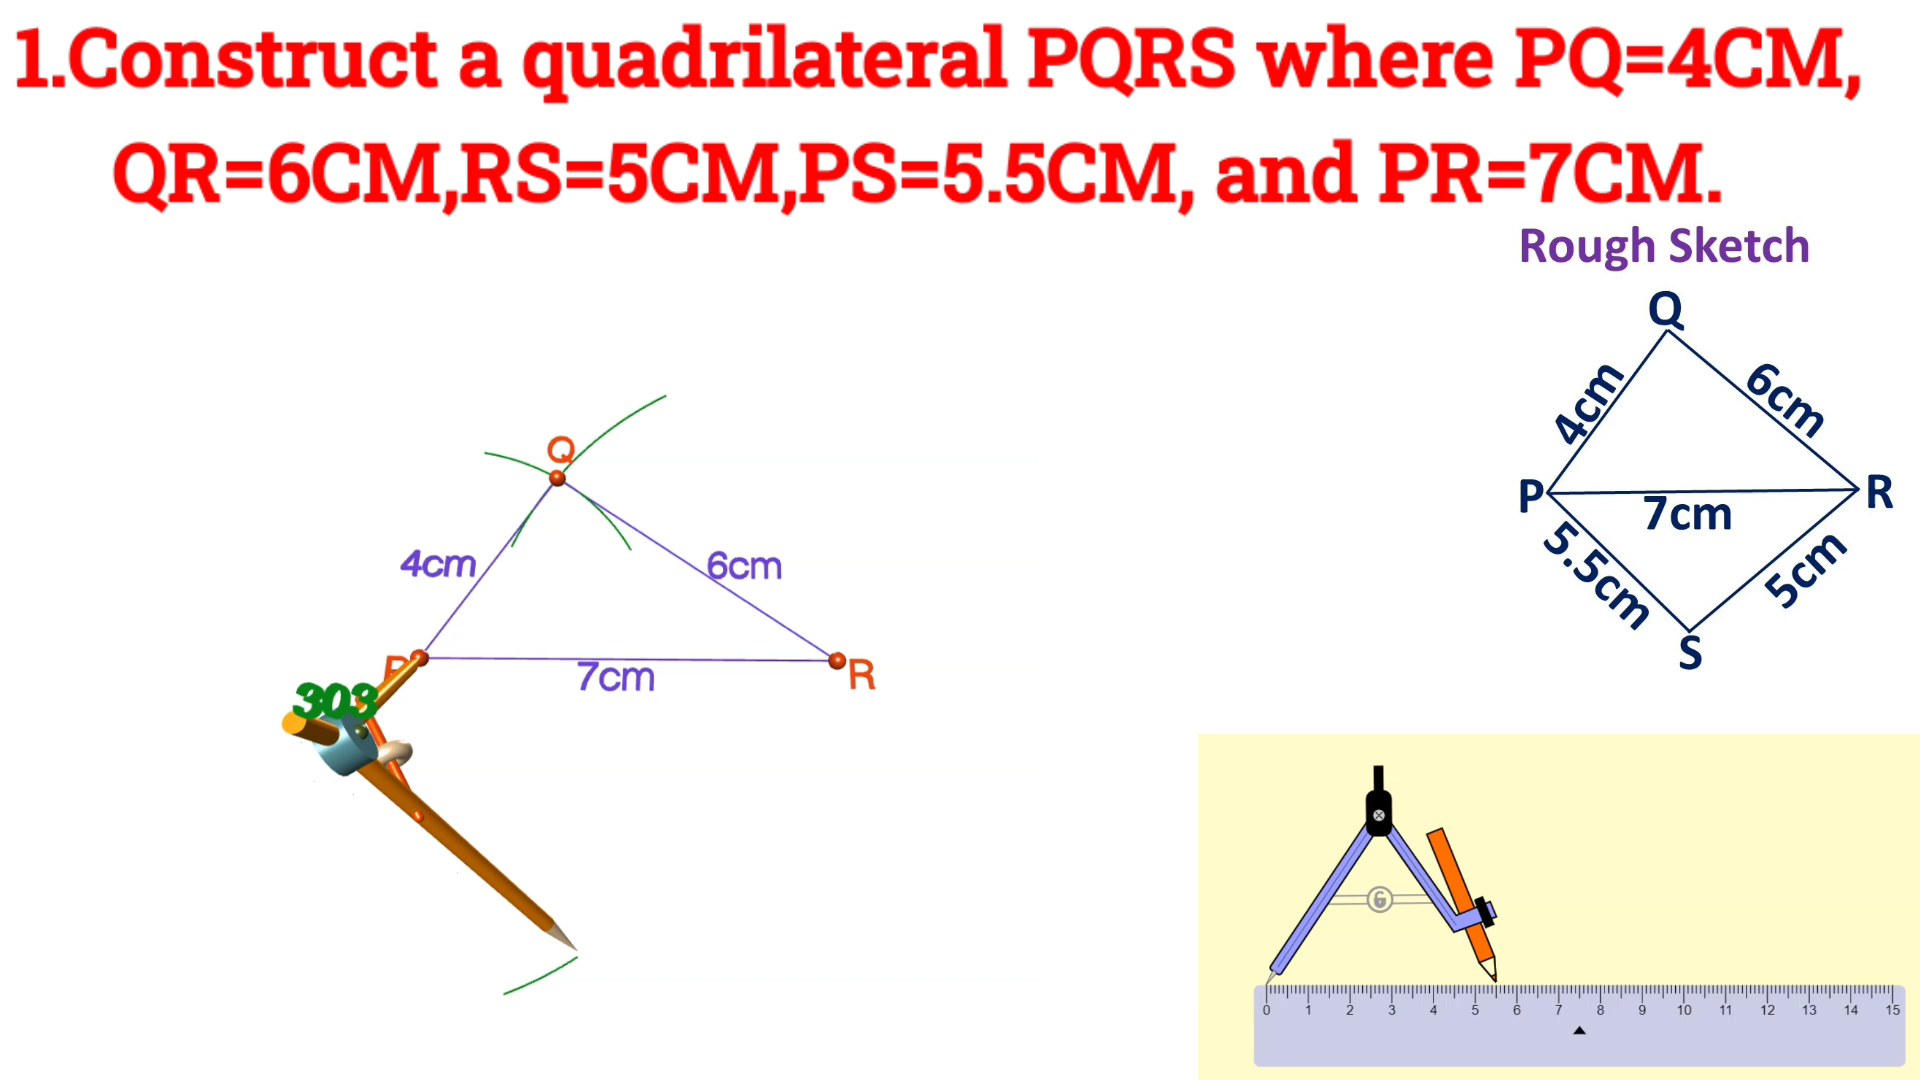 1.Construct a quadrilateral PQRS where PQ=4CM,
QR=6CM,RS=5CM,PS=5.5CM, and PR=7CM.
Rough Sketch
Q
4cm
6cm
P
7cm
R
5.5cm
5cm
S
Q
4cm
6cm
P
7cm
R
303
6
0 1 2 3 4 5 6 7 8 9 10 11 12 13 14 15